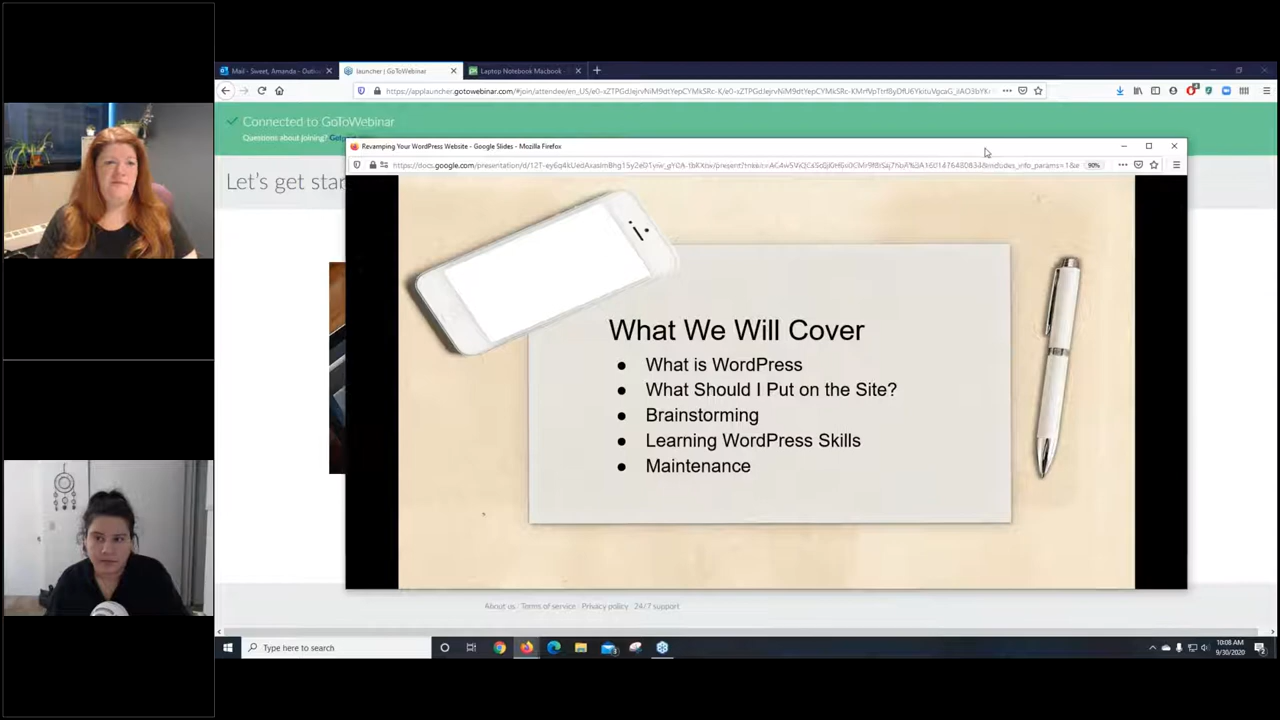 Mail - Sweet, Amanda - Outlo
launcher | GoToWebinar
Laptop Notebook Macbook -
Connected to GoToWebinar
Questions about joining?
Let's get star
Revamping Your WordPress Website - Google Slides - Mozilla Firefox
90%
What We Will Cover
● What is WordPress
● What Should I Put on the Site?
● Brainstorming
● Learning WordPress Skills
● Maintenance
About us Terms of service Privacy policy 24/7 support
Type here to search
10:08 AM
9/30/2020